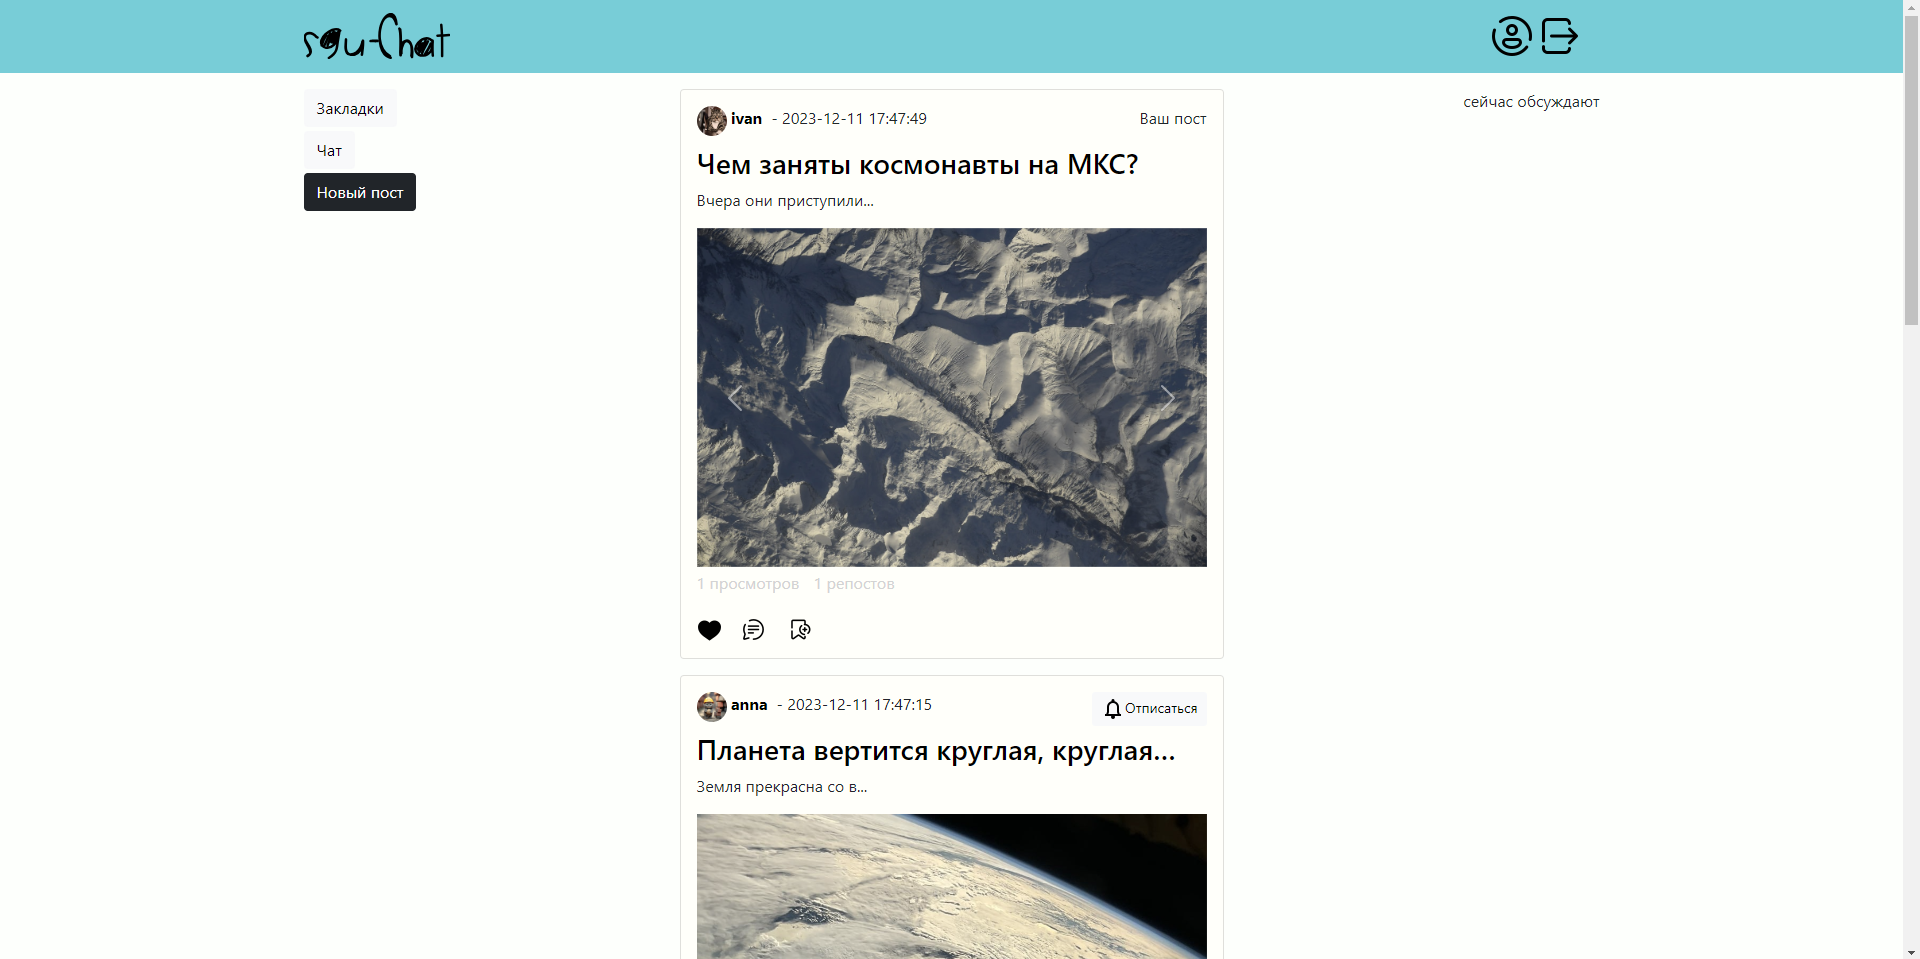 sgu-Chat
Закладки
Чат
Новый пост
ivan - 2023-12-11 17:47:49
Ваш пост
Чем заняты космонавты на МКС?
Вчера они приступили...
1 просмотров 1 репостов
anna - 2023-12-11 17:47:15
Отписаться
Планета вертится круглая, круглая...
Земля прекрасна со в...
сейчас обсуждают